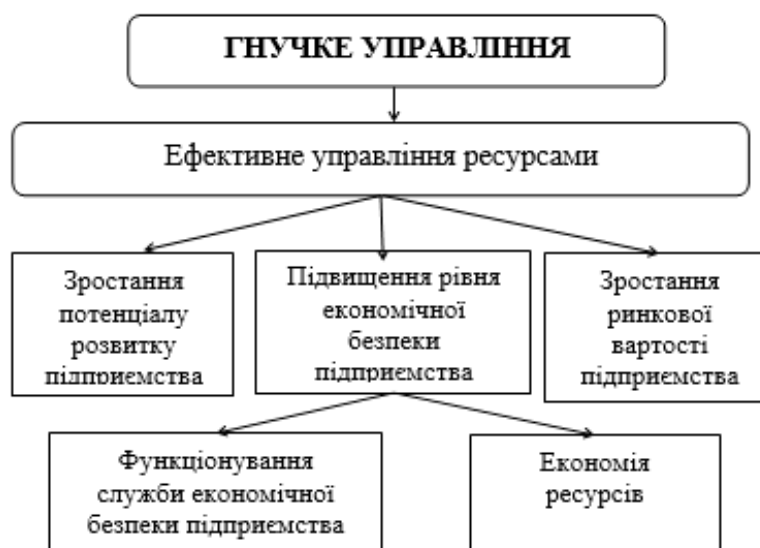 ГНУЧКЕ УПРАВЛІННЯ
Ефективне управління ресурсами
Зростання
потенціалу
розвитку
підприємства
Підвищення рівня
економічної
безпеки
підприємства
Зростання
ринкової
вартості
підприємства
Функціонування
служби економічної
безпеки підприємства
Економія
ресурсів